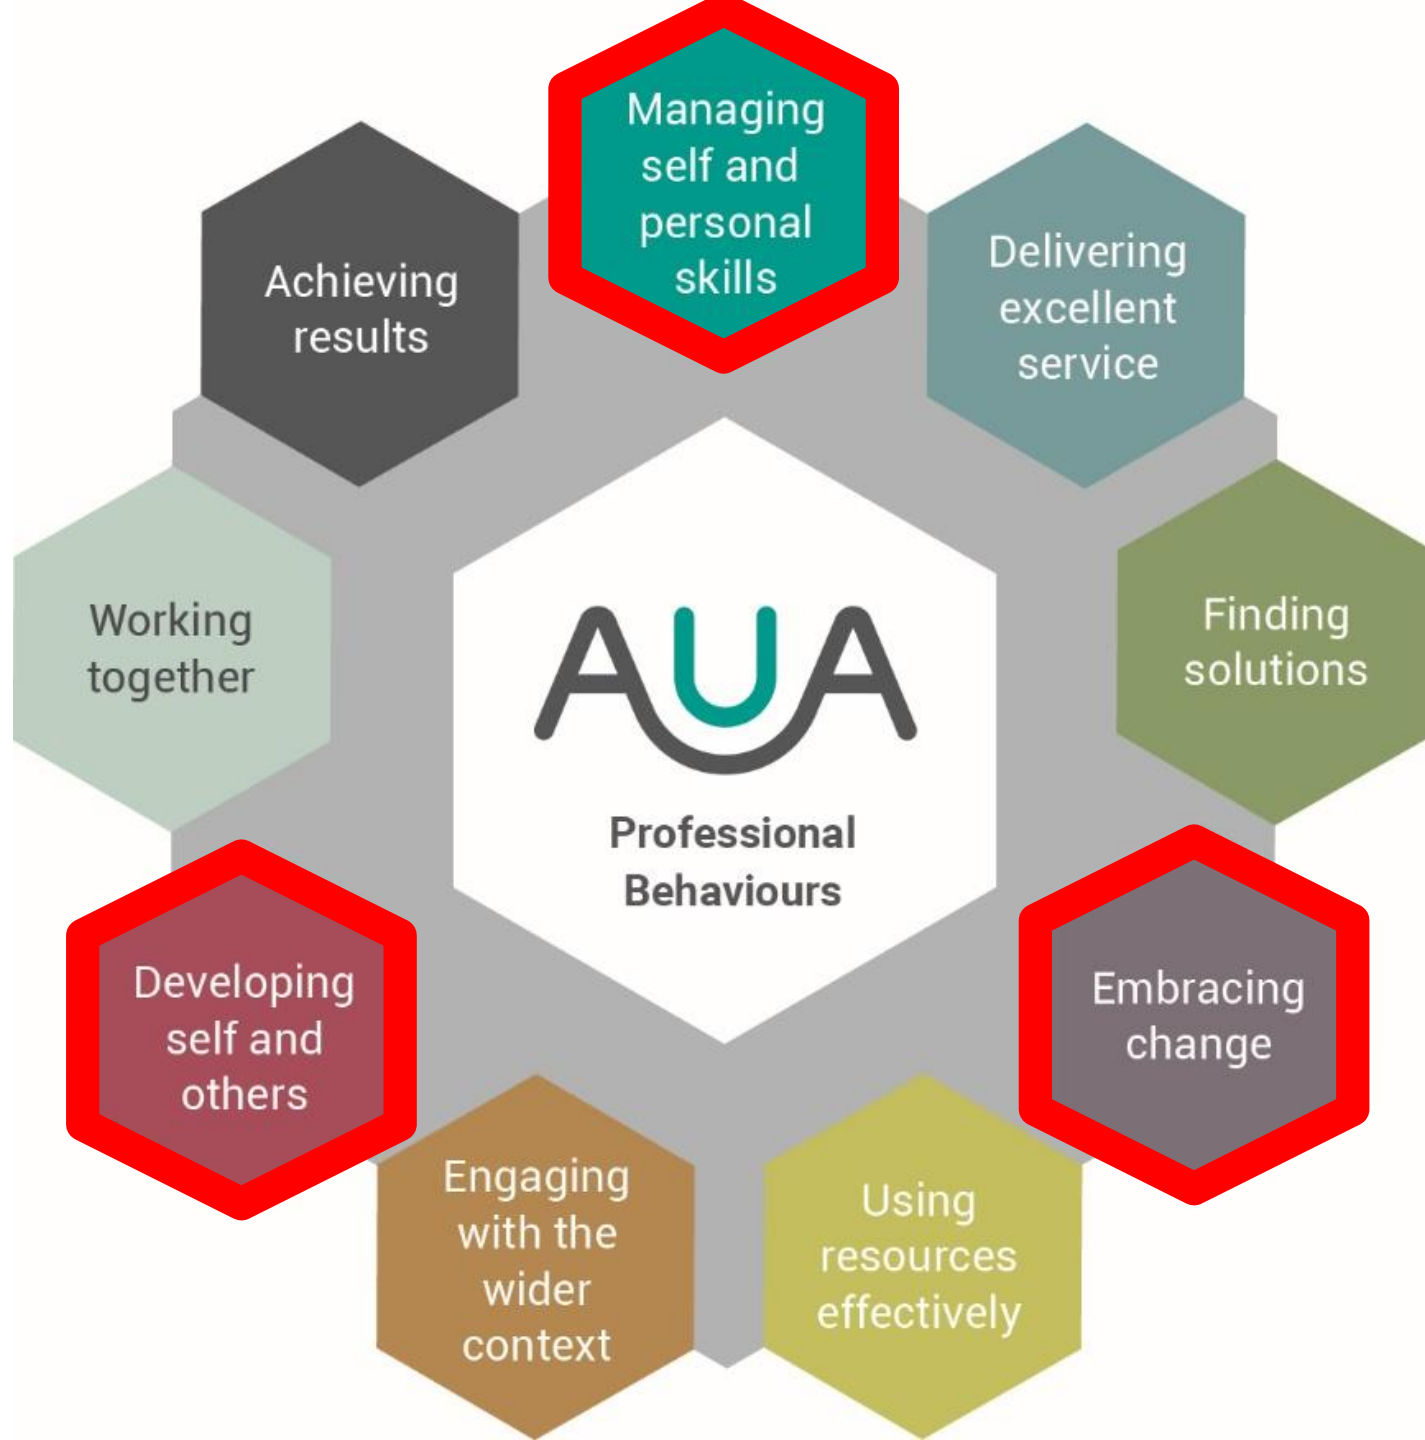 Managing
self and
personal
skills
Delivering
excellent
service
Finding
solutions
Embracing
change
Using
resources
effectively
Engaging
with the
wider
context
Developing
self and
others
Working
together
Achieving
results
AUA
Professional
Behaviours